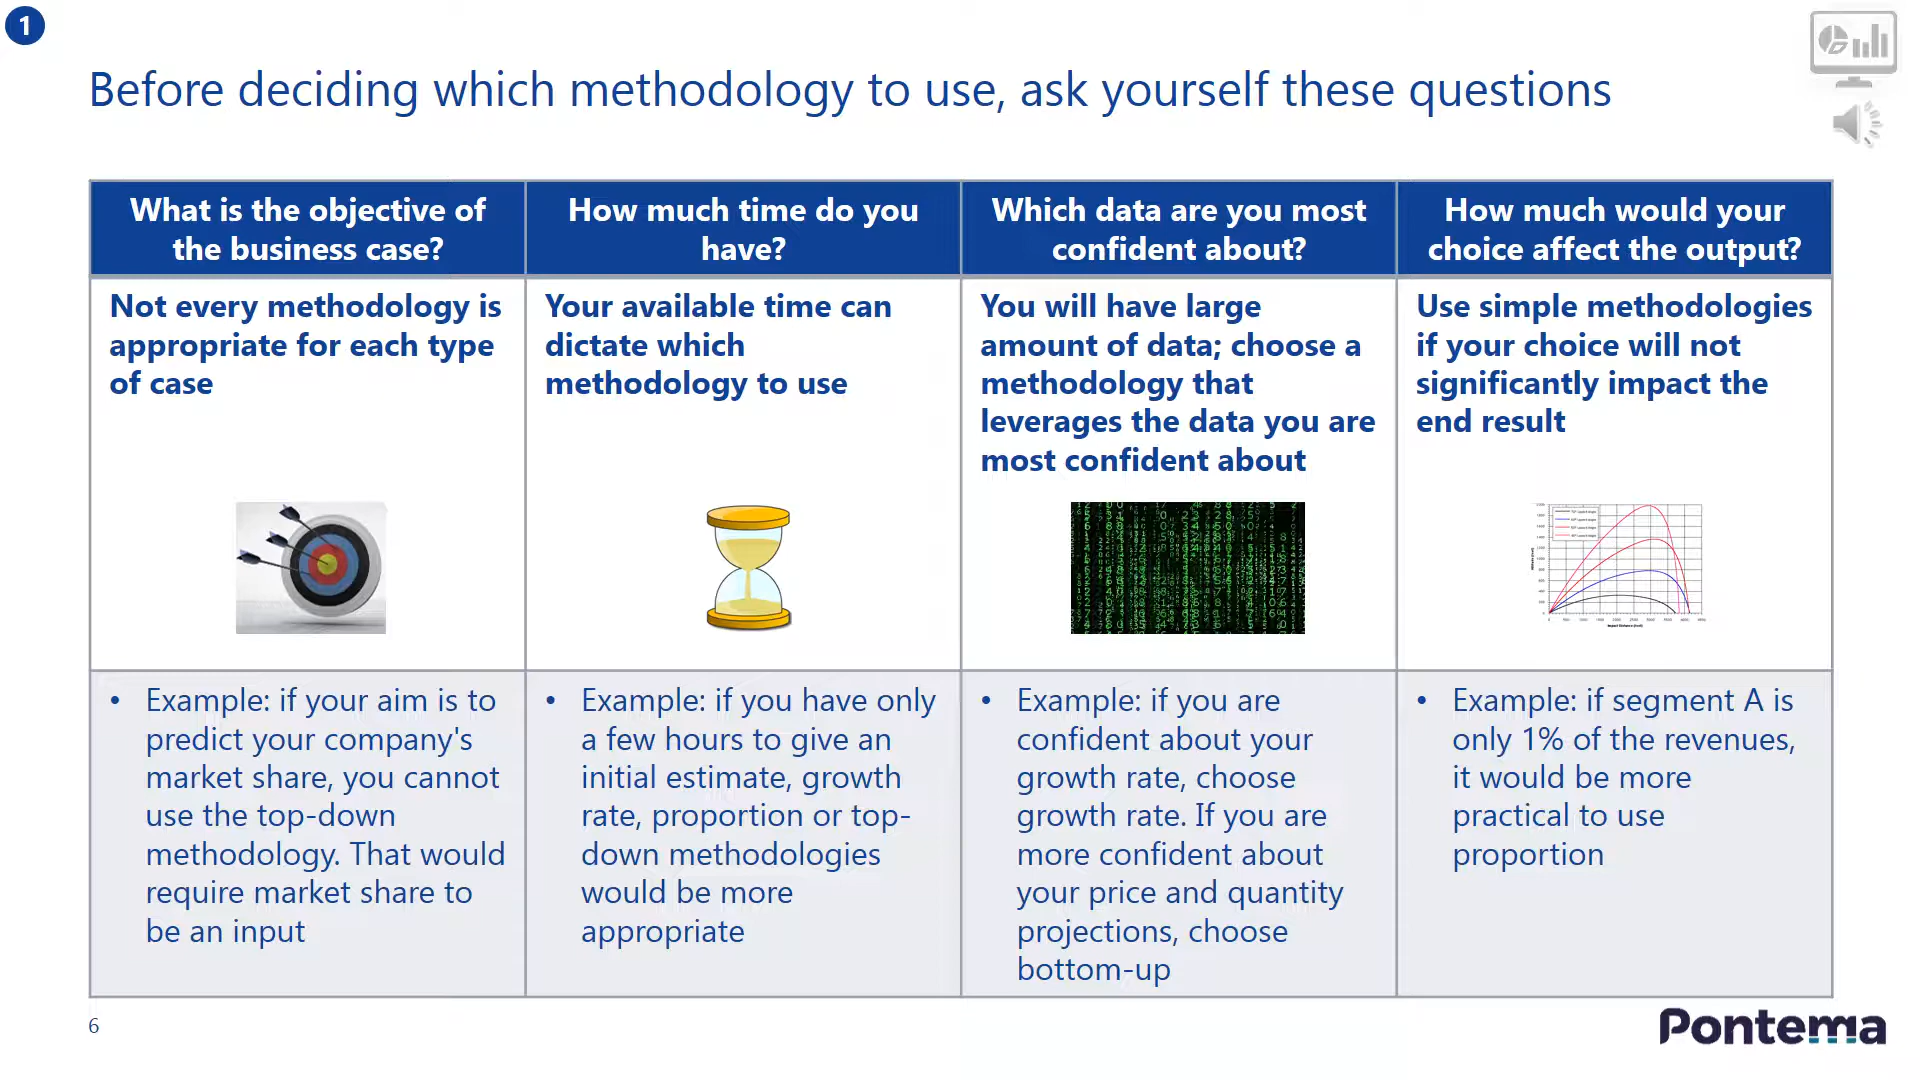 1
Before deciding which methodology to use, ask yourself these questions
What is the objective of
the business case?
How much time do you
have?
Which data are you most
confident about?
How much would your
choice affect the output?
Not every methodology is
appropriate for each type
of case
Your available time can
dictate which
methodology to use
You will have large
amount of data; choose a
methodology that
leverages the data you are
most confident about
Use simple methodologies
if your choice will not
significantly impact the
end result
• Example: if your aim is to
predict your company's
market share, you cannot
use the top-down
methodology. That would
require market share to
be an input
• Example: if you have only
a few hours to give an
initial estimate, growth
rate, proportion or top-
down methodologies
would be more
appropriate
• Example: if you are
confident about your
growth rate, choose
growth rate. If you are
more confident about
your price and quantity
projections, choose
bottom-up
• Example: if segment A is
only 1% of the revenues,
it would be more
practical to use
proportion
6
Pontema